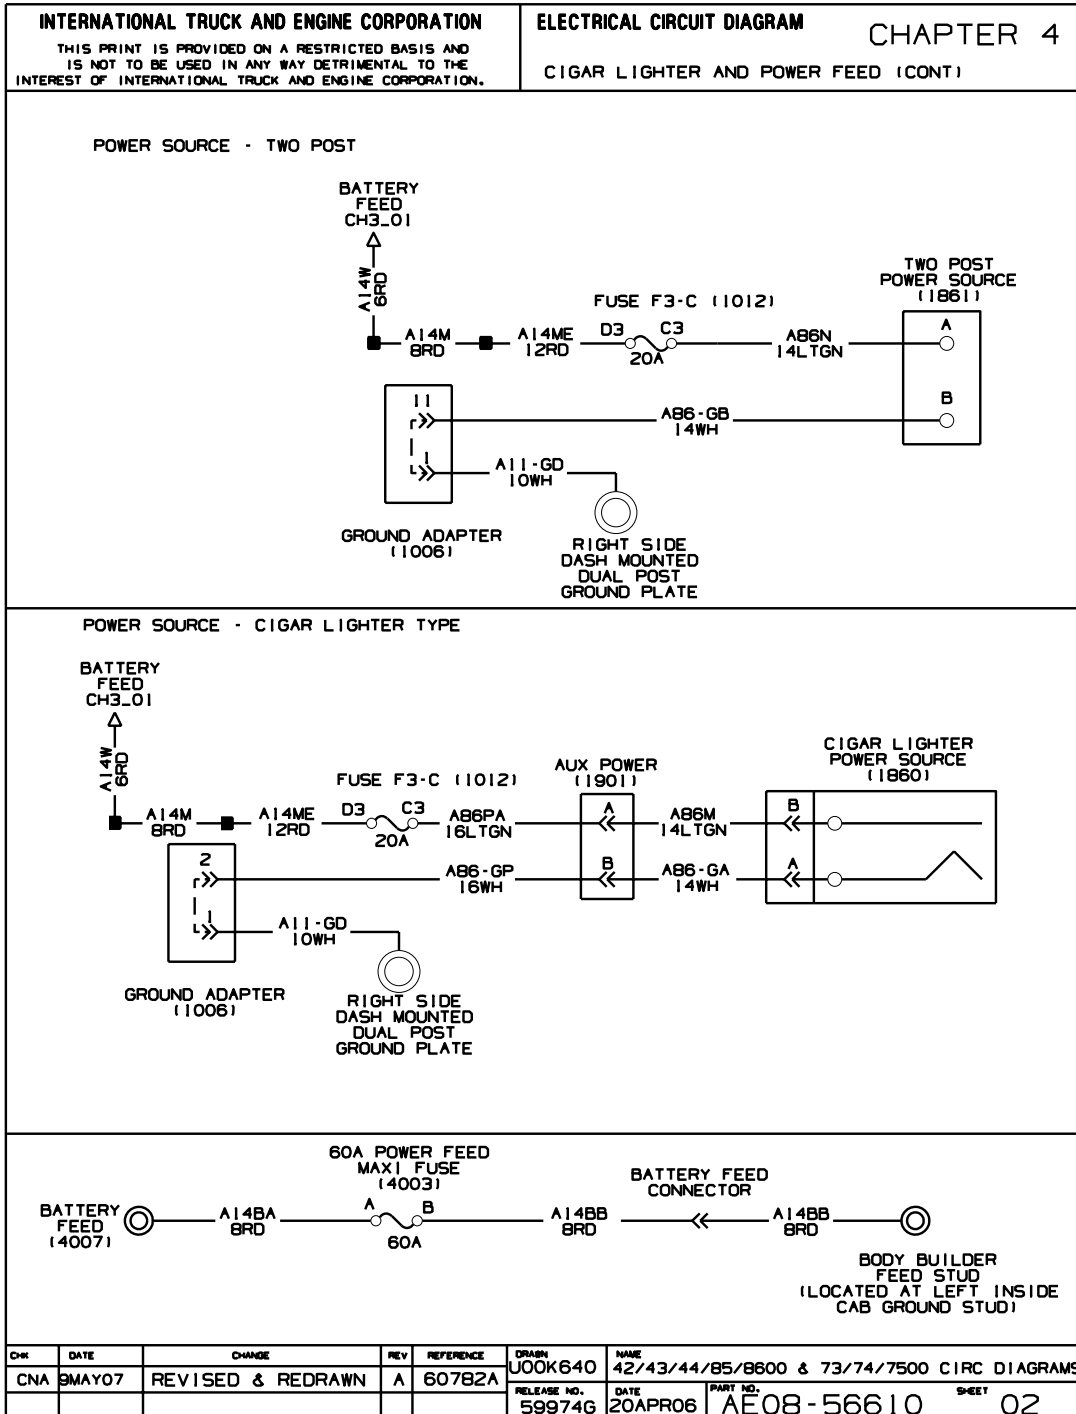 INTERNATIONAL TRUCK AND ENGINE CORPORATION
THIS PRINT IS PROVIDED ON A RESTRICTED BASIS AND
IS NOT TO BE USED IN ANY WAY DETRIMENTAL TO THE
INTEREST OF INTERNATIONAL TRUCK AND ENGINE CORPORATION.
ELECTRICAL CIRCUIT DIAGRAM
CHAPTER 4
CIGAR LIGHTER AND POWER FEED (CONT)
POWER SOURCE - TWO POST
BATTERY
FEED
CH3_01
A14W
6RD
A14M
8RD
A14ME
12RD
FUSE F3-C (1012)
D3
C3
20A
A86N
14LTGN
TWO POST
POWER SOURCE
(1861)
A
B
11
1
A86-GB
14WH
A11-GD
10WH
GROUND ADAPTER
(1006)
RIGHT SIDE
DASH MOUNTED
DUAL POST
GROUND PLATE
POWER SOURCE - CIGAR LIGHTER TYPE
BATTERY
FEED
CH3_01
A14W
6RD
A14M
8RD
A14ME
12RD
FUSE F3-C (1012)
D3
C3
20A
A86PA
16LTGN
AUX POWER
(1901)
A
B
A86M
14LTGN
CIGAR LIGHTER
POWER SOURCE
(1860)
B
A
2
1
A86-GP
16WH
A86-GA
14WH
A11-GD
10WH
GROUND ADAPTER
(1006)
RIGHT SIDE
DASH MOUNTED
DUAL POST
GROUND PLATE
60A POWER FEED
MAXI FUSE
(4003)
BATTERY
FEED
(4007)
A14BA
8RD
A
B
60A
A14BB
8RD
BATTERY FEED
CONNECTOR
A14BB
8RD
BODY BUILDER
FEED STUD
(LOCATED AT LEFT INSIDE
CAB GROUND STUD)
CHK DATE CHANGE REV REFERENCE
CNA 9MAY07 REVISED & REDRAWN A 60782A
DRAWN
U00K640
NAME
42/43/44/85/8600 & 73/74/7500 CIRC DIAGRAMS
RELEASE NO.
59974G
DATE
20APR06
PART NO.
AE08-56610
SHEET
02